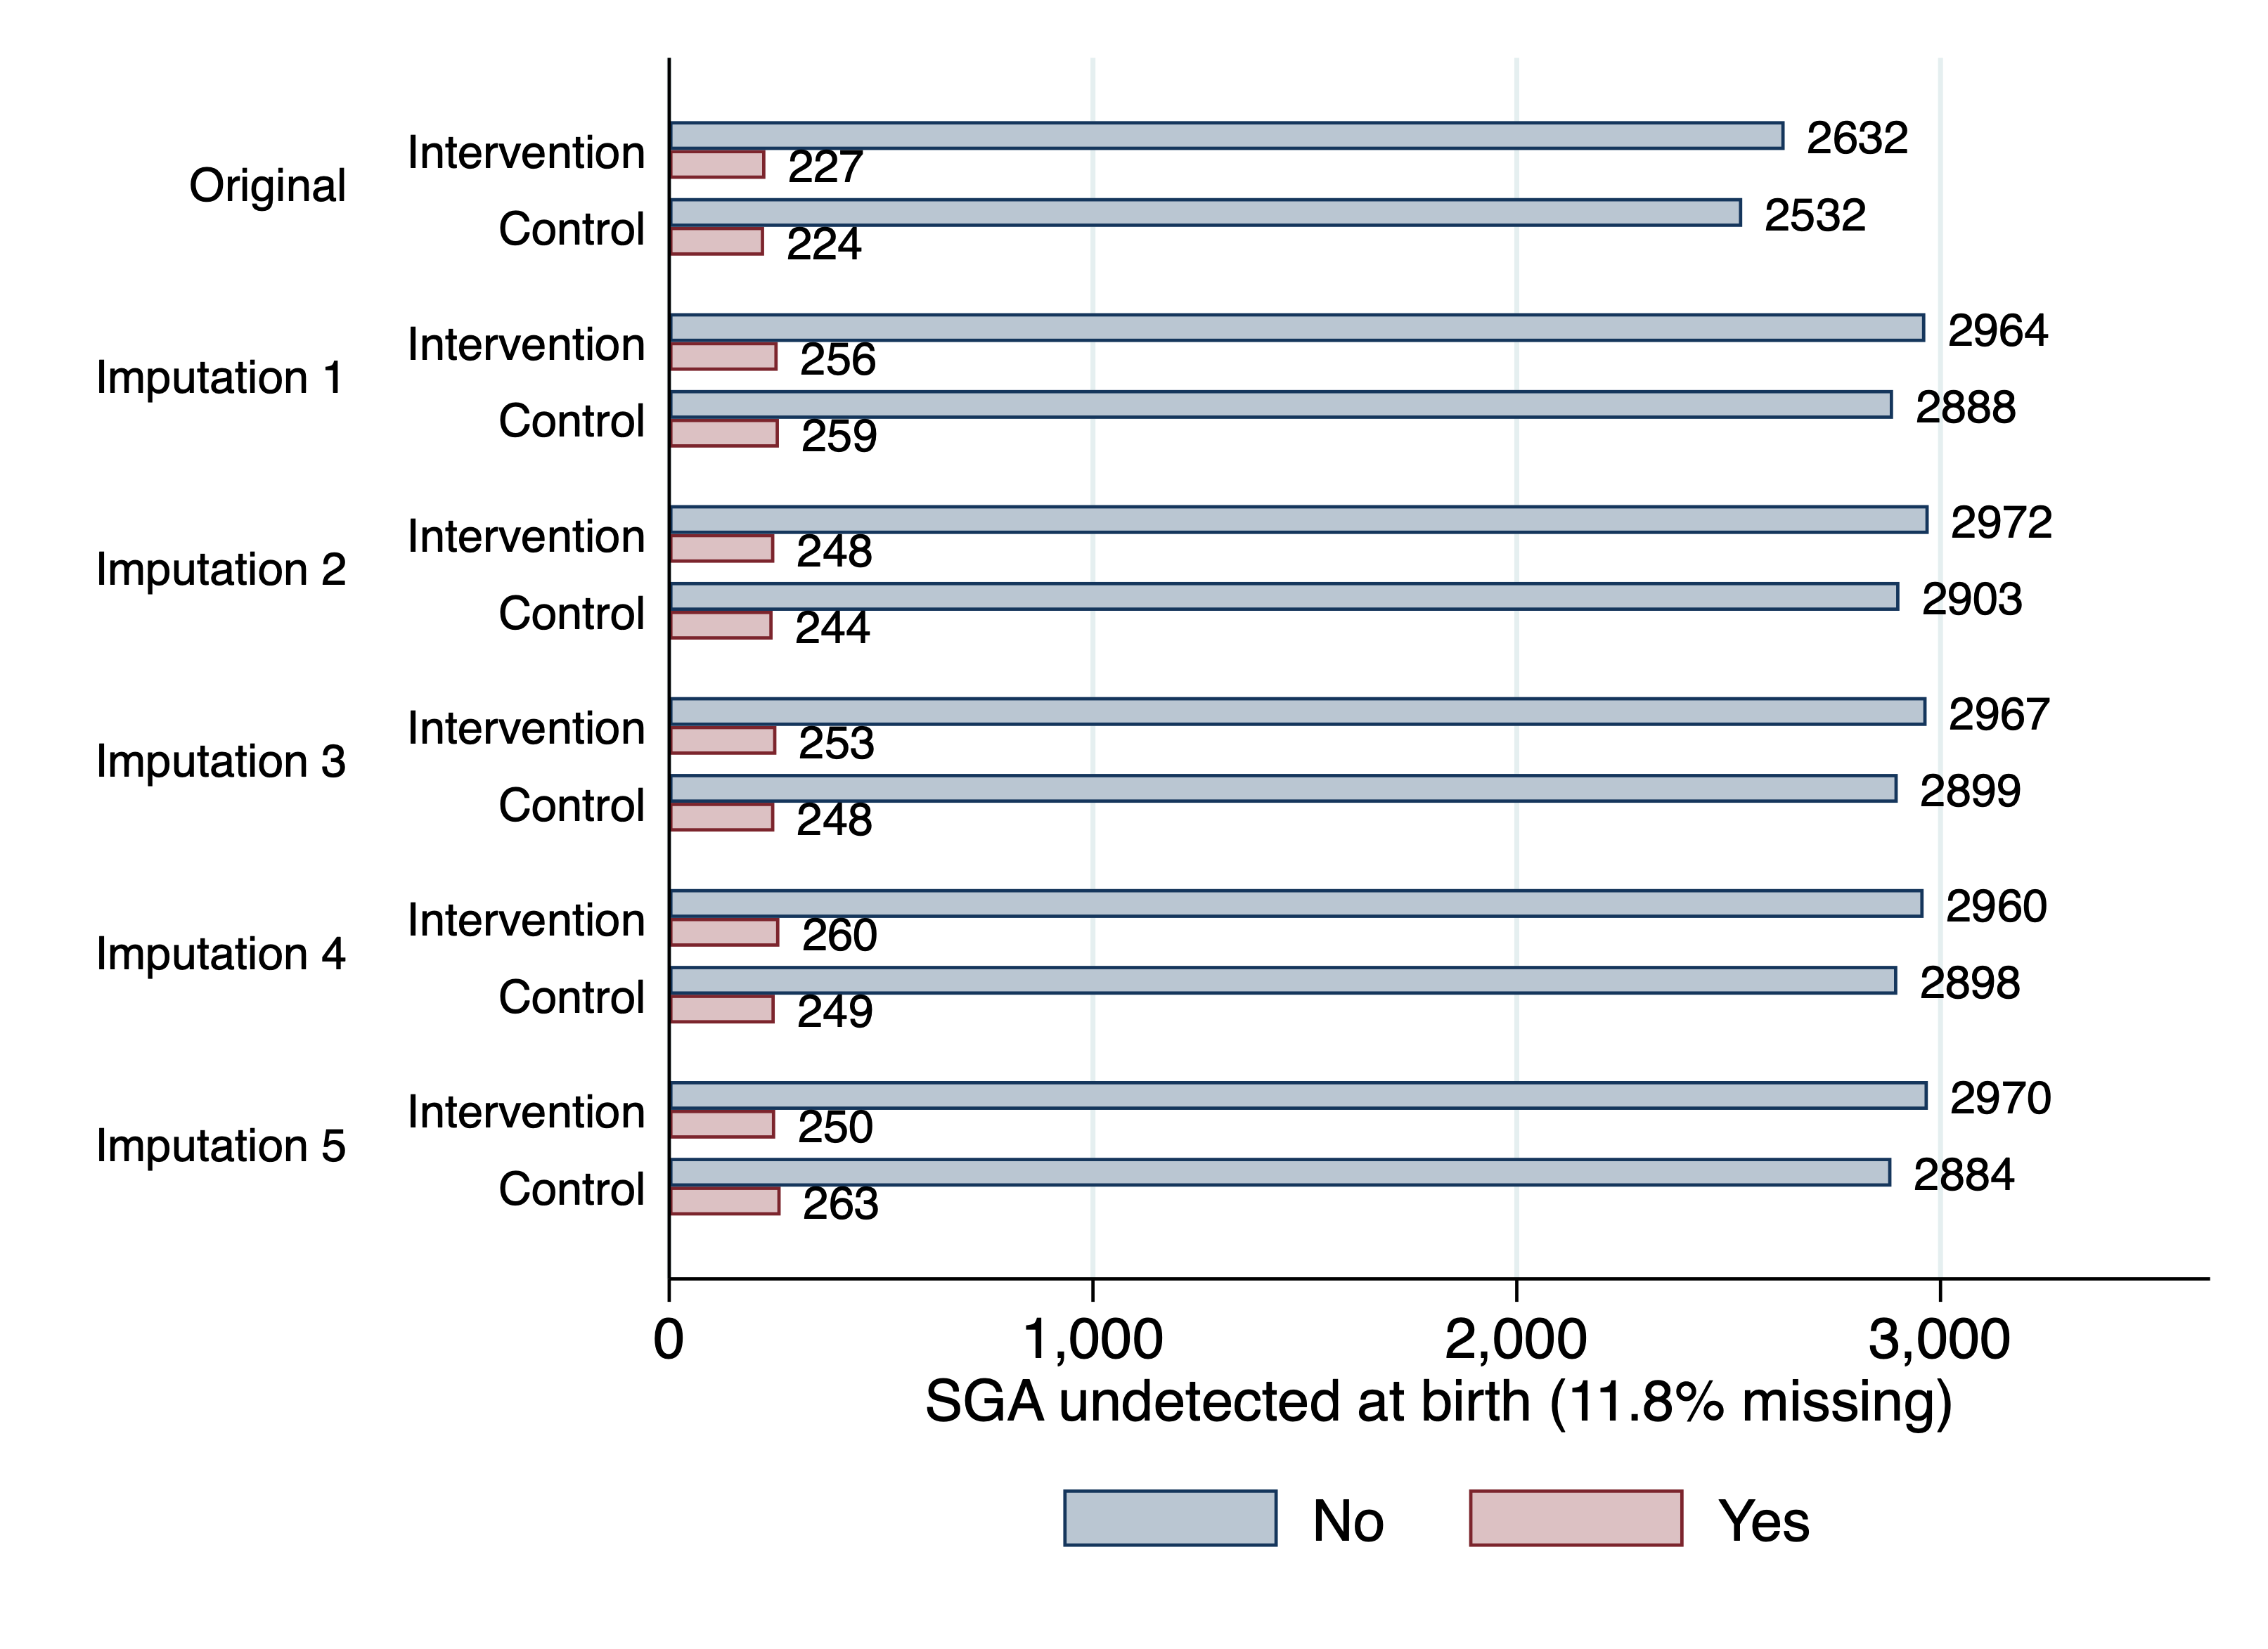 Original
Intervention
2632
227
Control
2532
224
Imputation 1
Intervention
2964
256
Control
2888
259
Imputation 2
Intervention
2972
248
Control
2903
244
Imputation 3
Intervention
2967
253
Control
2899
248
Imputation 4
Intervention
2960
260
Control
2898
249
Imputation 5
Intervention
2970
250
Control
2884
263
0 1,000 2,000 3,000
SGA undetected at birth (11.8% missing)
No Yes